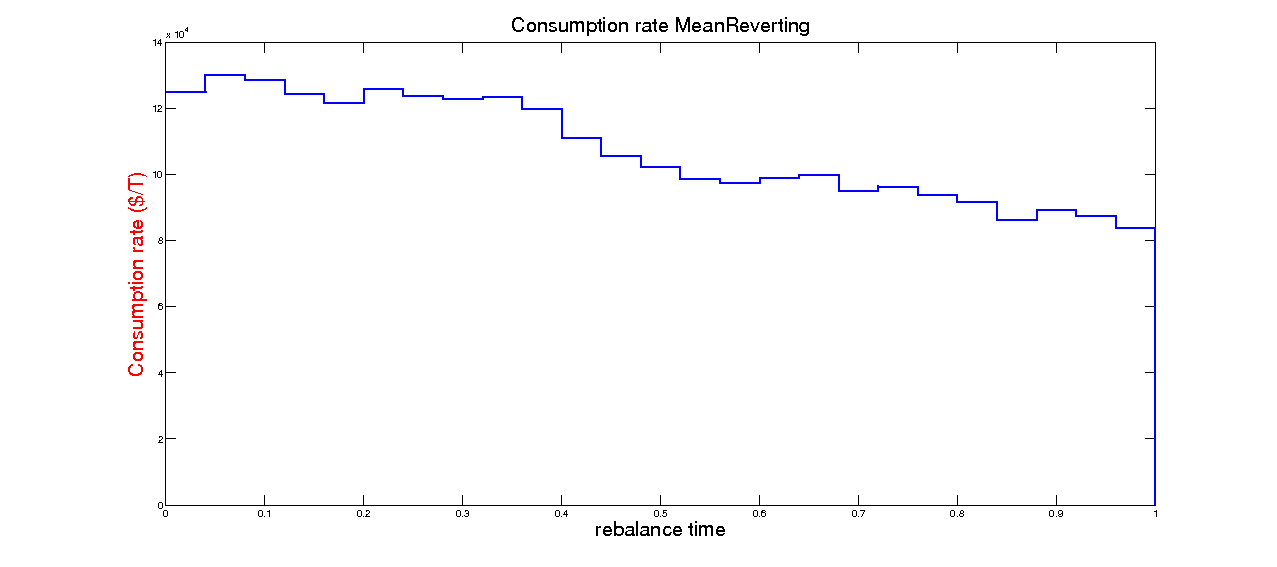 Consumption rate MeanReverting
x 10^4
14
12
10
8
6
4
2
0
Consumption rate ($/T)
0 0.1 0.2 0.3 0.4 0.5 0.6 0.7 0.8 0.9 1
rebalance time